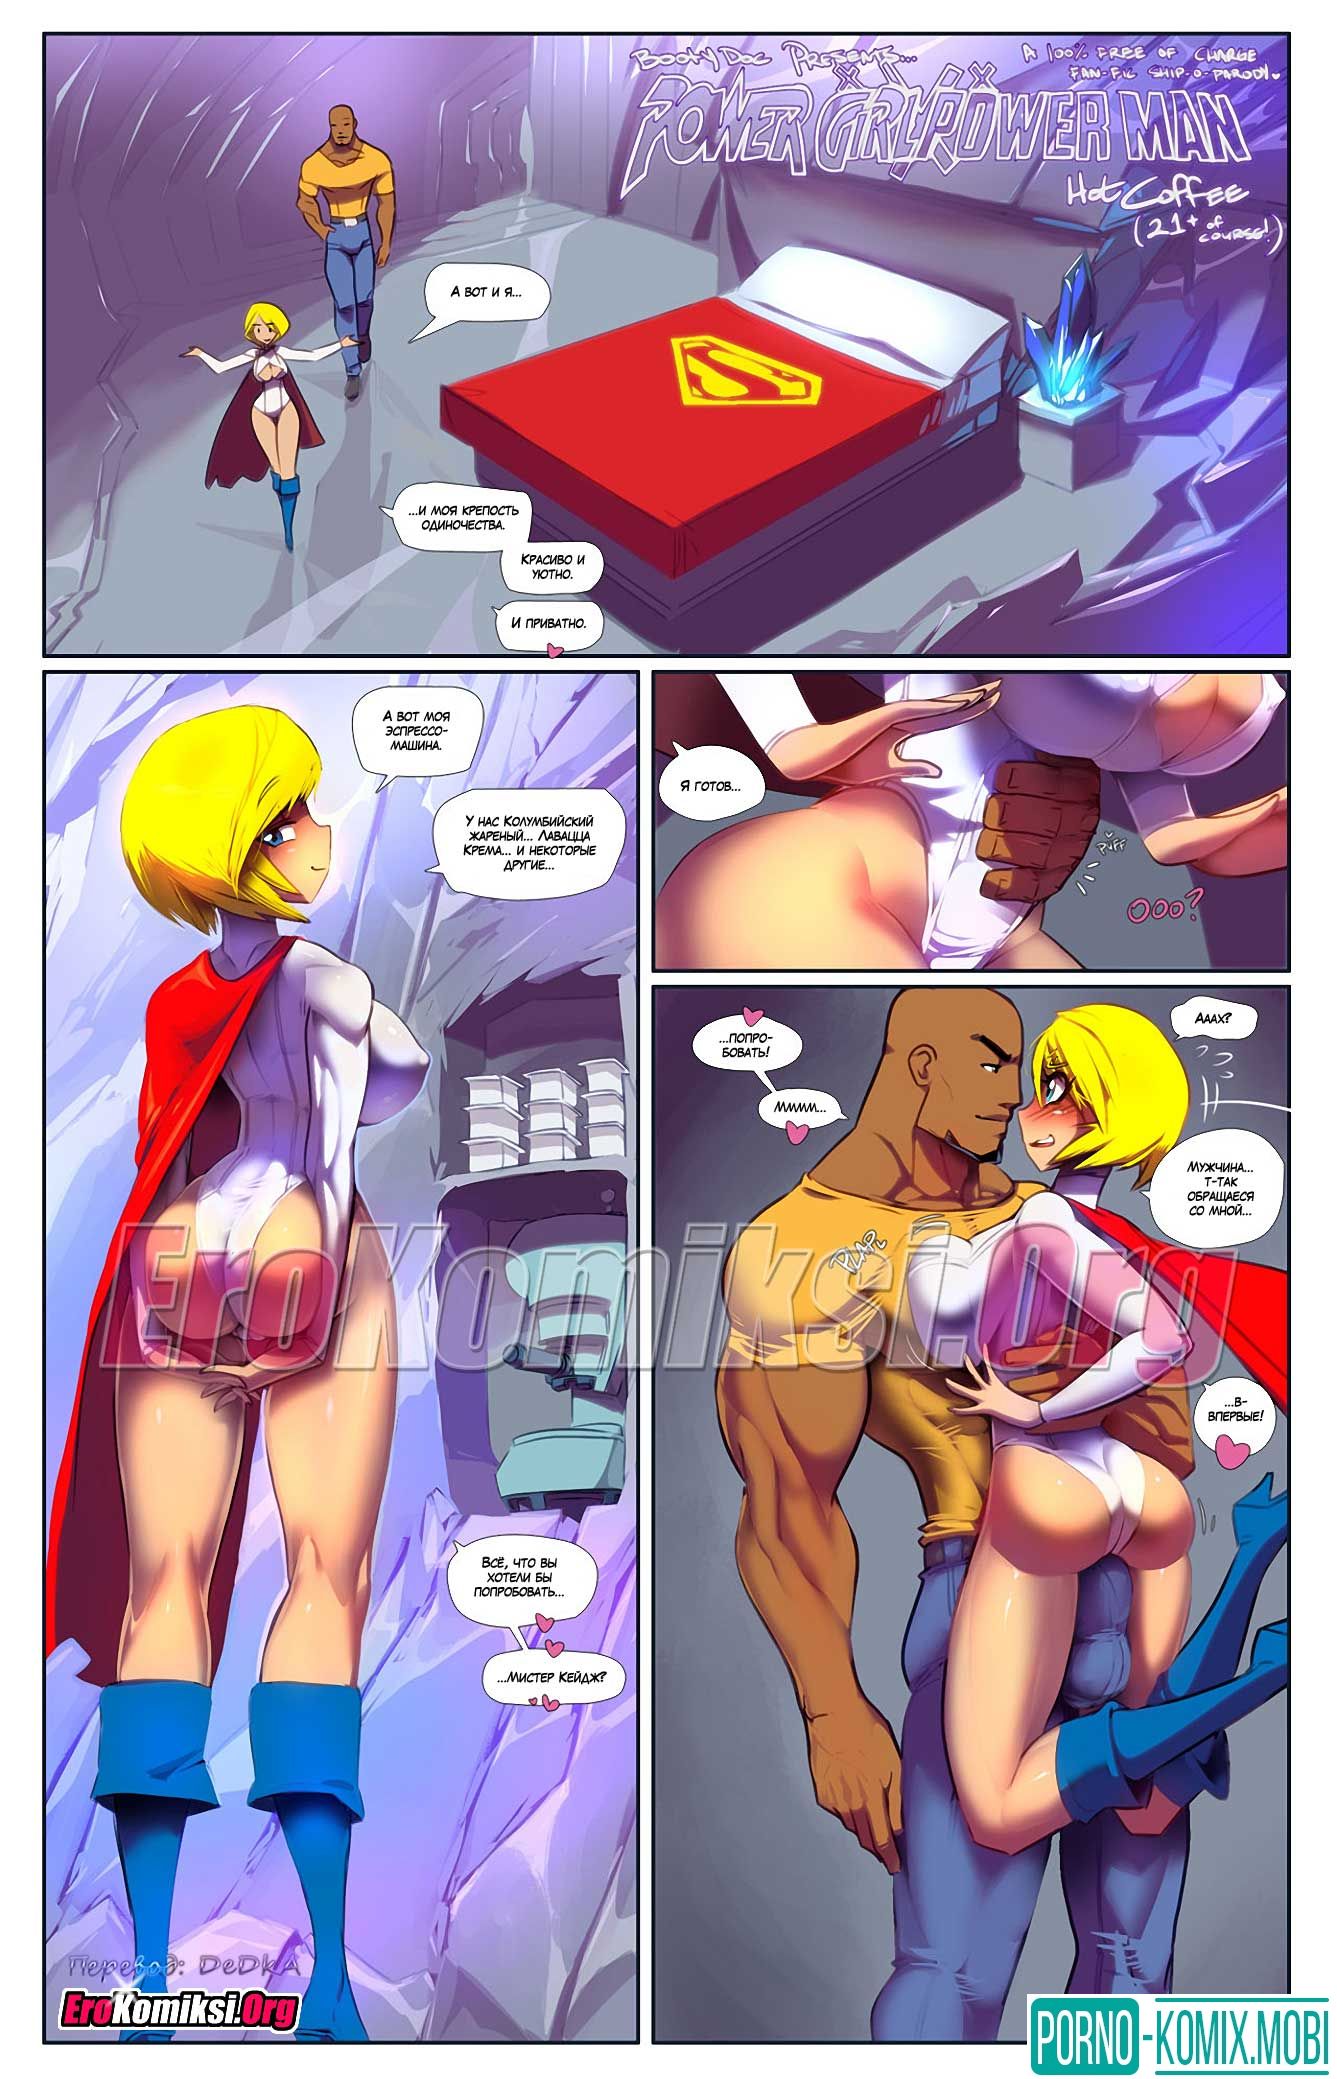 Booty Doc Presents...
A 100% FREE OF CHARGE
FAN-FIC SHIP-O-PARODY
POWER GIRL POWER MAN
Hot Coffee
(21+ of course!)
А вот и я...
...и моя крепость
одиночества.
Красиво и
уютно.
И приватно.
А вот моя
эспрессо-
машина.
У нас Колумбийский
жареный... Лавацца
Крема... и некоторые
другие...
Всё, что вы
хотели бы
попробовать...
...мистер Кейдж?
Я готов...
PUFF
OOO?
...попро-
бовать!
Мммм...
Ааах?
Мужчина...
т-так
обращаеся
со мной...
PLAP
...в-
впервые!
EroKomiksi.Org
Перевод: DeDkA
EroKomiksi.Org
PORNO-KOMIX.MOBI